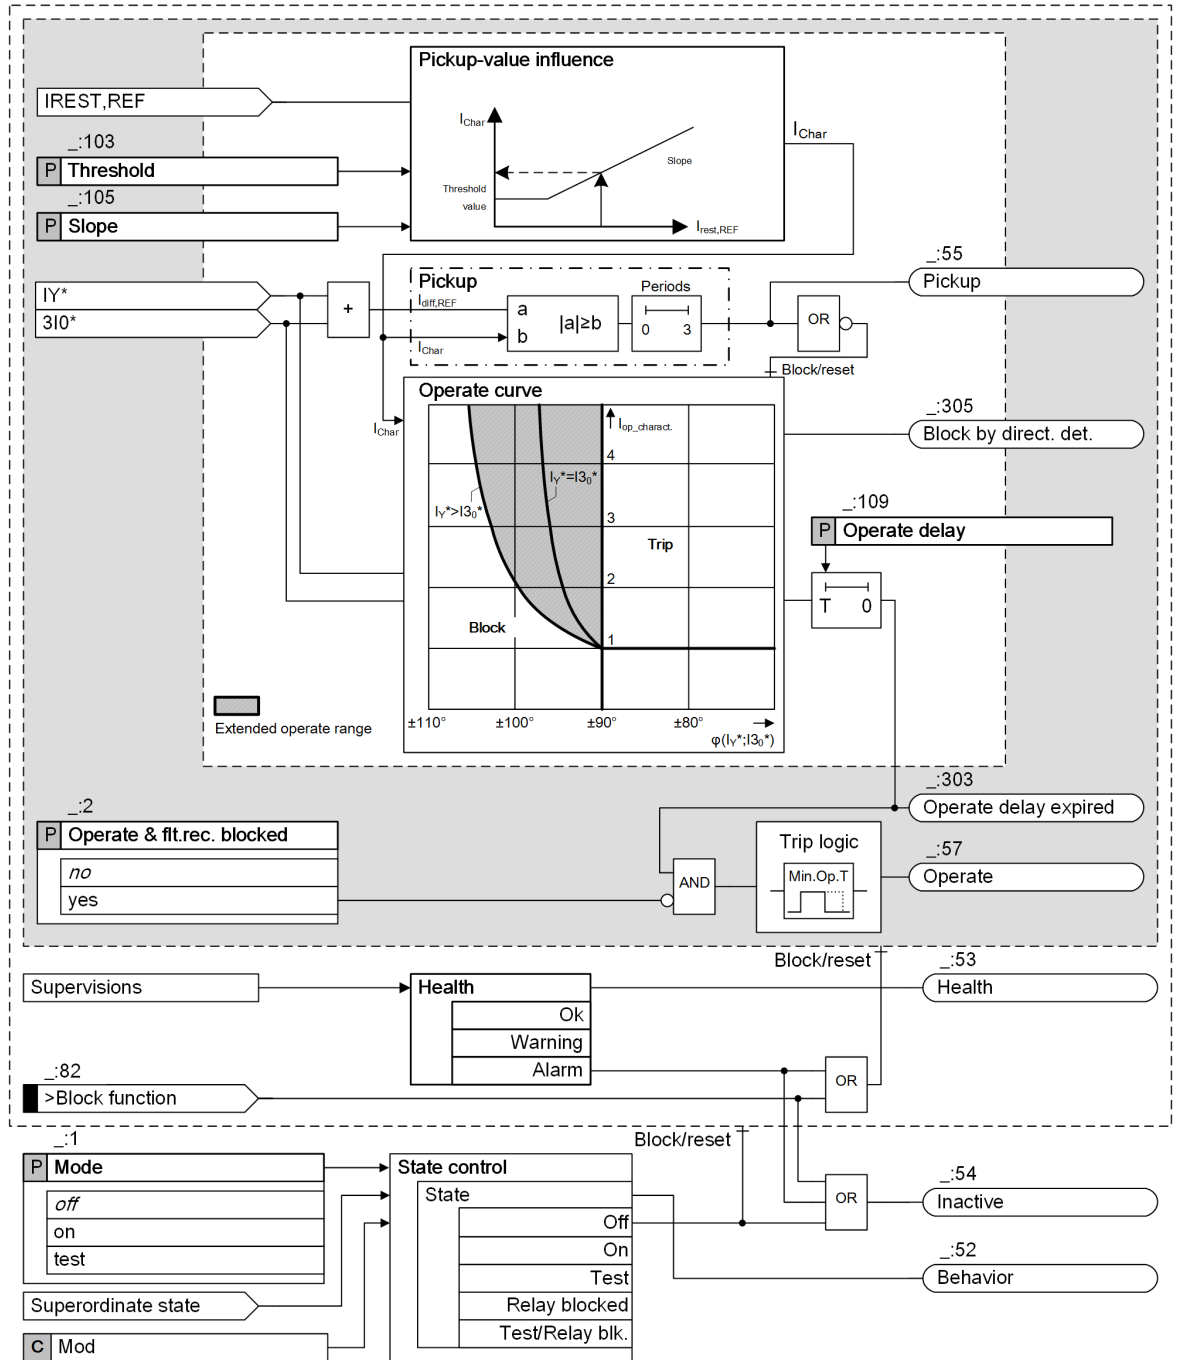 Pickup-value influence
IREST,REF
IChar
IChar
_:103
P Threshold
Slope
Threshold
value
_:105
P Slope
Irest,REF
_:55
Pickup
Pickup
Periods
IY*
3I0*
+
Idiff,REF
a
b
|a|≥b
0 3
OR
IChar
Block/reset
Operate curve
_:305
Block by direct. det.
IChar
Iop_charact.
4
IY*=I30*
IY*>I30*
3
_:109
P Operate delay
Trip
2
T 0
Block
1
Extended operate range
±110°
±100°
±90°
±80°
φ(IY*;I30*)
_:303
Operate delay expired
_:2
P Operate & flt.rec. blocked
no
yes
AND
Trip logic
Min.Op.T
_:57
Operate
Block/reset
_:53
Supervisions
Health
Health
Ok
Warning
Alarm
OR
_:82
>Block function
Block/reset
_:1
P Mode
off
on
test
State control
State
Off
On
Test
Relay blocked
Test/Relay blk.
OR
_:54
Inactive
_:52
Behavior
Superordinate state
C Mod